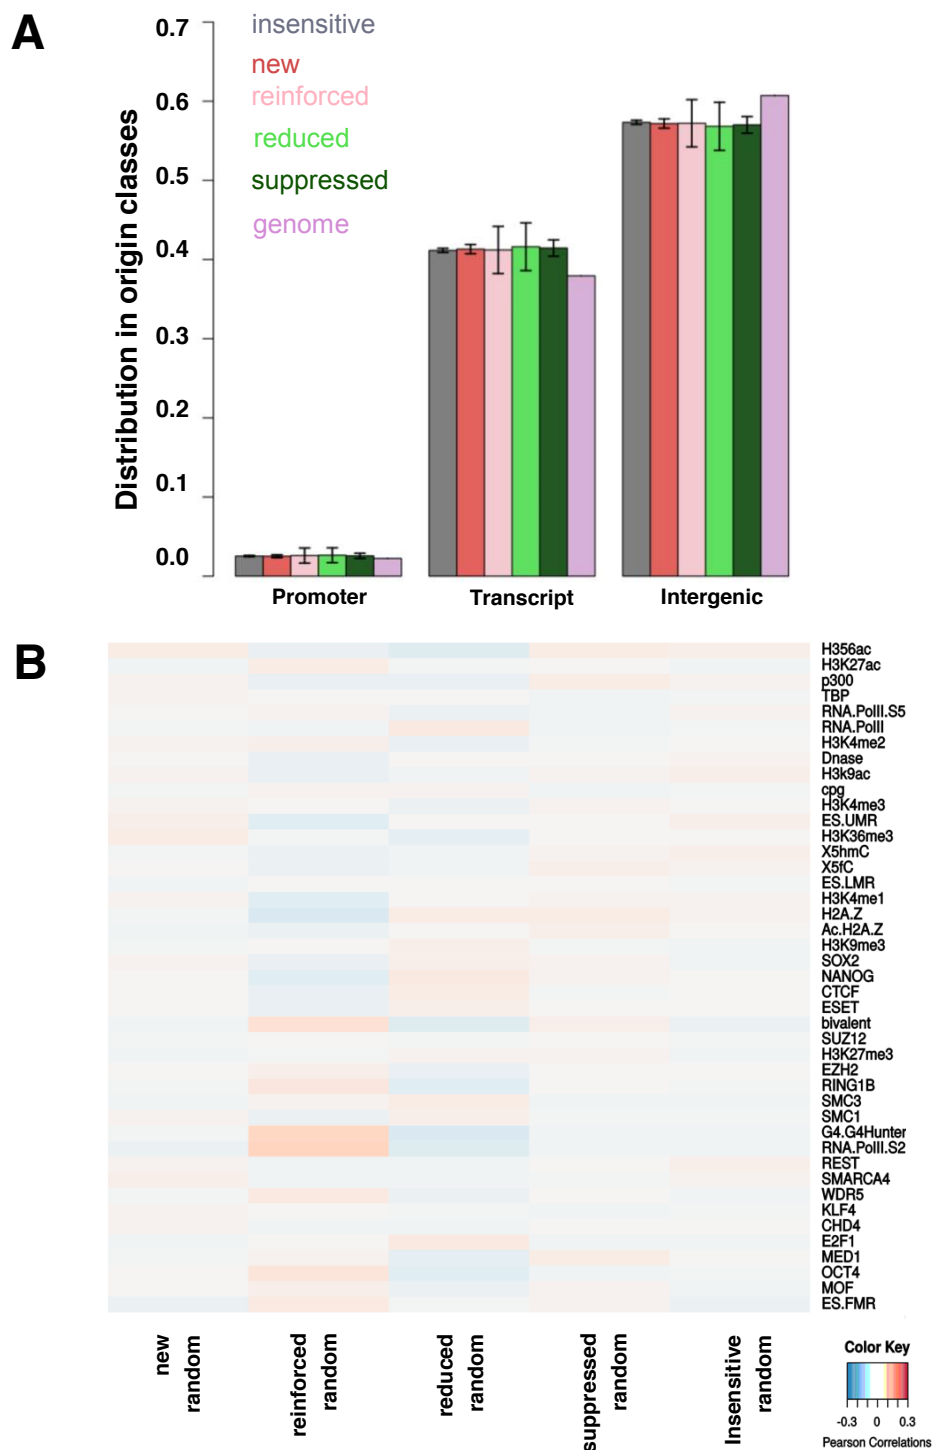 A
0.7
0.6
0.5
0.4
0.3
0.2
0.1
0.0
Distribution in origin classes
insensitive
new
reinforced
reduced
suppressed
genome
Promoter
Transcript
Intergenic
B
H356ac
H3K27ac
p300
TBP
RNA.PolII.S5
RNA.PolII
H3K4me2
Dnase
H3k9ac
cpg
H3K4me3
ES.UMR
H3K36me3
X5hmC
X5fC
ES.LMR
H3K4me1
H2A.Z
Ac.H2A.Z
H3K9me3
SOX2
NANOG
CTCF
ESET
bivalent
SUZ12
H3K27me3
EZH2
RING1B
SMC3
SMC1
G4.G4Hunter
RNA.PolII.S2
REST
SMARCA4
WDR5
KLF4
CHD4
E2F1
MED1
OCT4
MOF
ES.FMR
new
random
reinforced
random
reduced
random
suppressed
random
Insensitive
random
Color Key
-0.3 0 0.3
Pearson Correlations